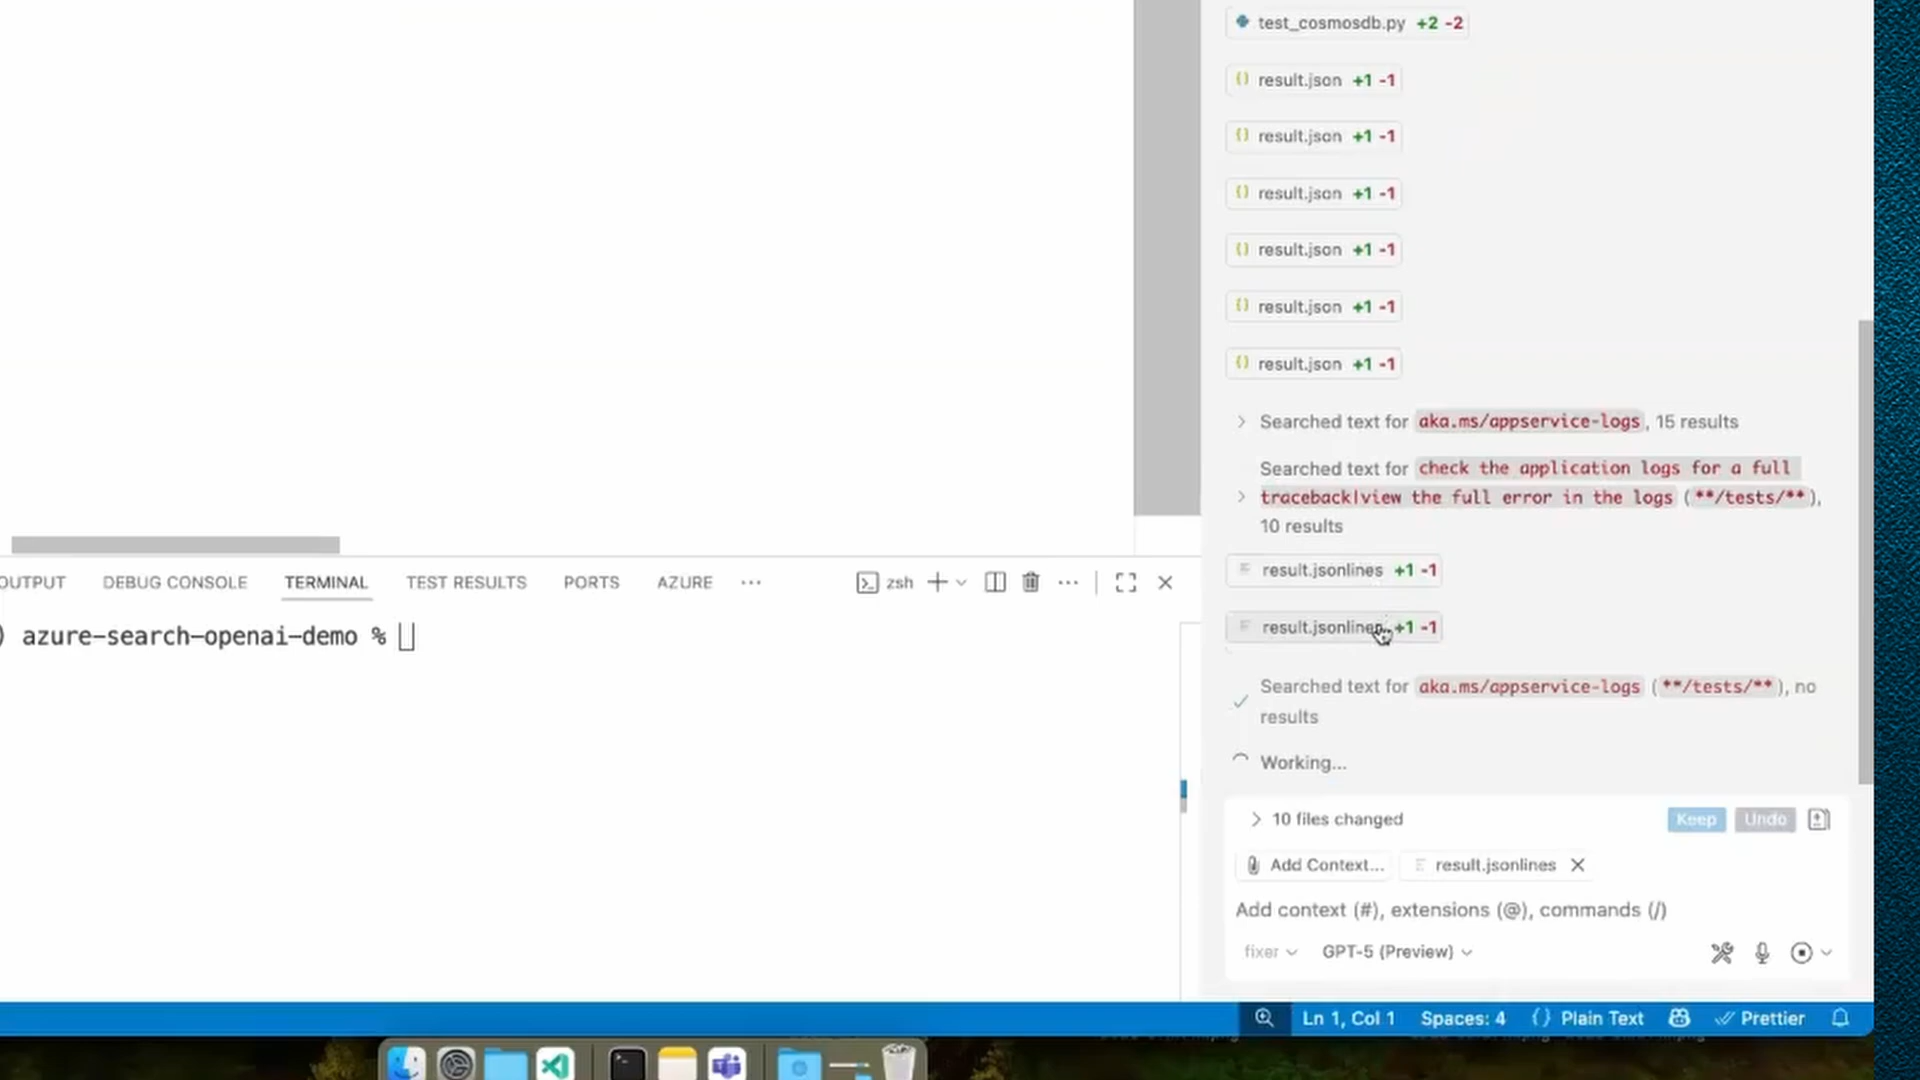 test_cosmosdb.py +2 -2
result.json +1 -1
result.json +1 -1
result.json +1 -1
result.json +1 -1
result.json +1 -1
result.json +1 -1
Searched text for aka.ms/appservice-logs, 15 results
Searched text for check the application logs for a full
traceback|view the full error in the logs (**/tests/**),
10 results
result.jsonlines +1 -1
result.jsonlines +1 -1
Searched text for aka.ms/appservice-logs (**/tests/**), no
results
Working...
10 files changed Keep Undo
Add Context... result.jsonlines
Add context (#), extensions (@), commands (/)
fixer GPT-5 (Preview)
OUTPUT DEBUG CONSOLE TERMINAL TEST RESULTS PORTS AZURE ... zsh
) azure-search-openai-demo %
Ln 1, Col 1 Spaces: 4 {} Plain Text Prettier